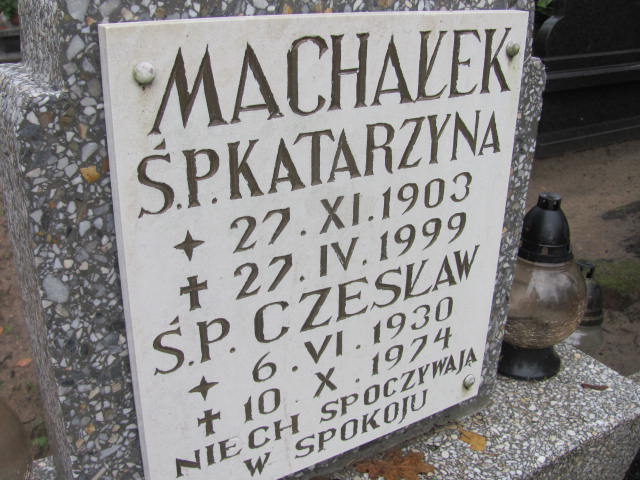 MACHAŁEK
Ś.P. KATARZYNA
✦ 27. XI. 1903
✝ 27. IV. 1999
Ś.P. CZESŁAW
✦ 6. VI. 1930
✝ 10. X. 1974
NIECH SPOCZYWAJĄ
W SPOKOJU